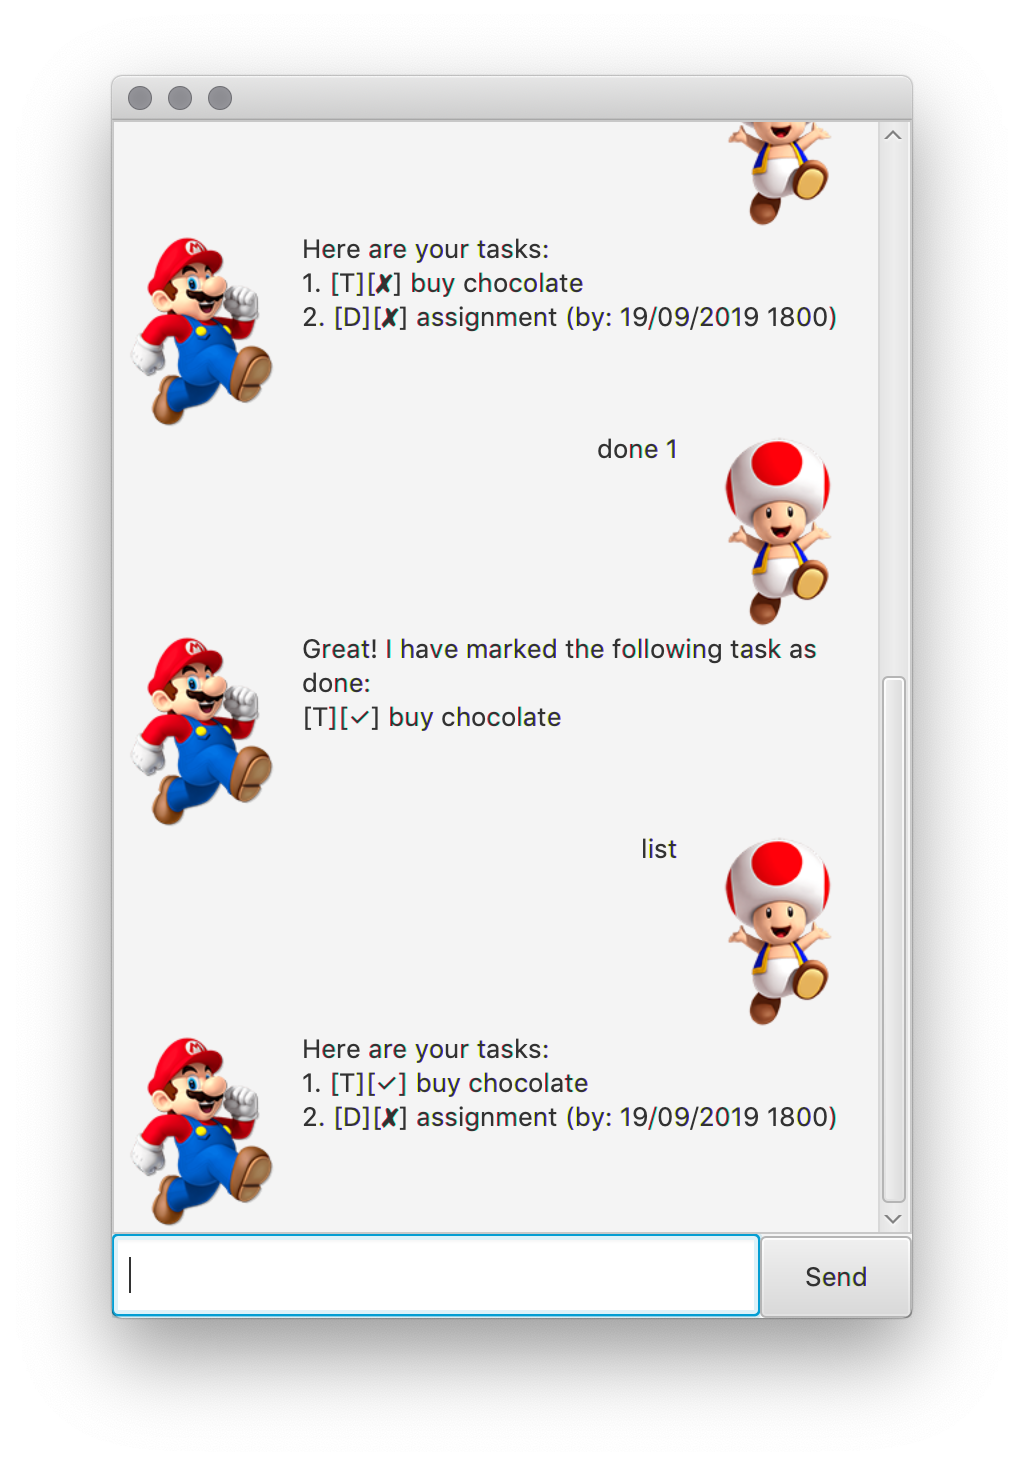 Here are your tasks:
1. [T][✘] buy chocolate
2. [D][✘] assignment (by: 19/09/2019 1800)
done 1
Great! I have marked the following task as
done:
[T][✓] buy chocolate
list
Here are your tasks:
1. [T][✓] buy chocolate
2. [D][✘] assignment (by: 19/09/2019 1800)
Send